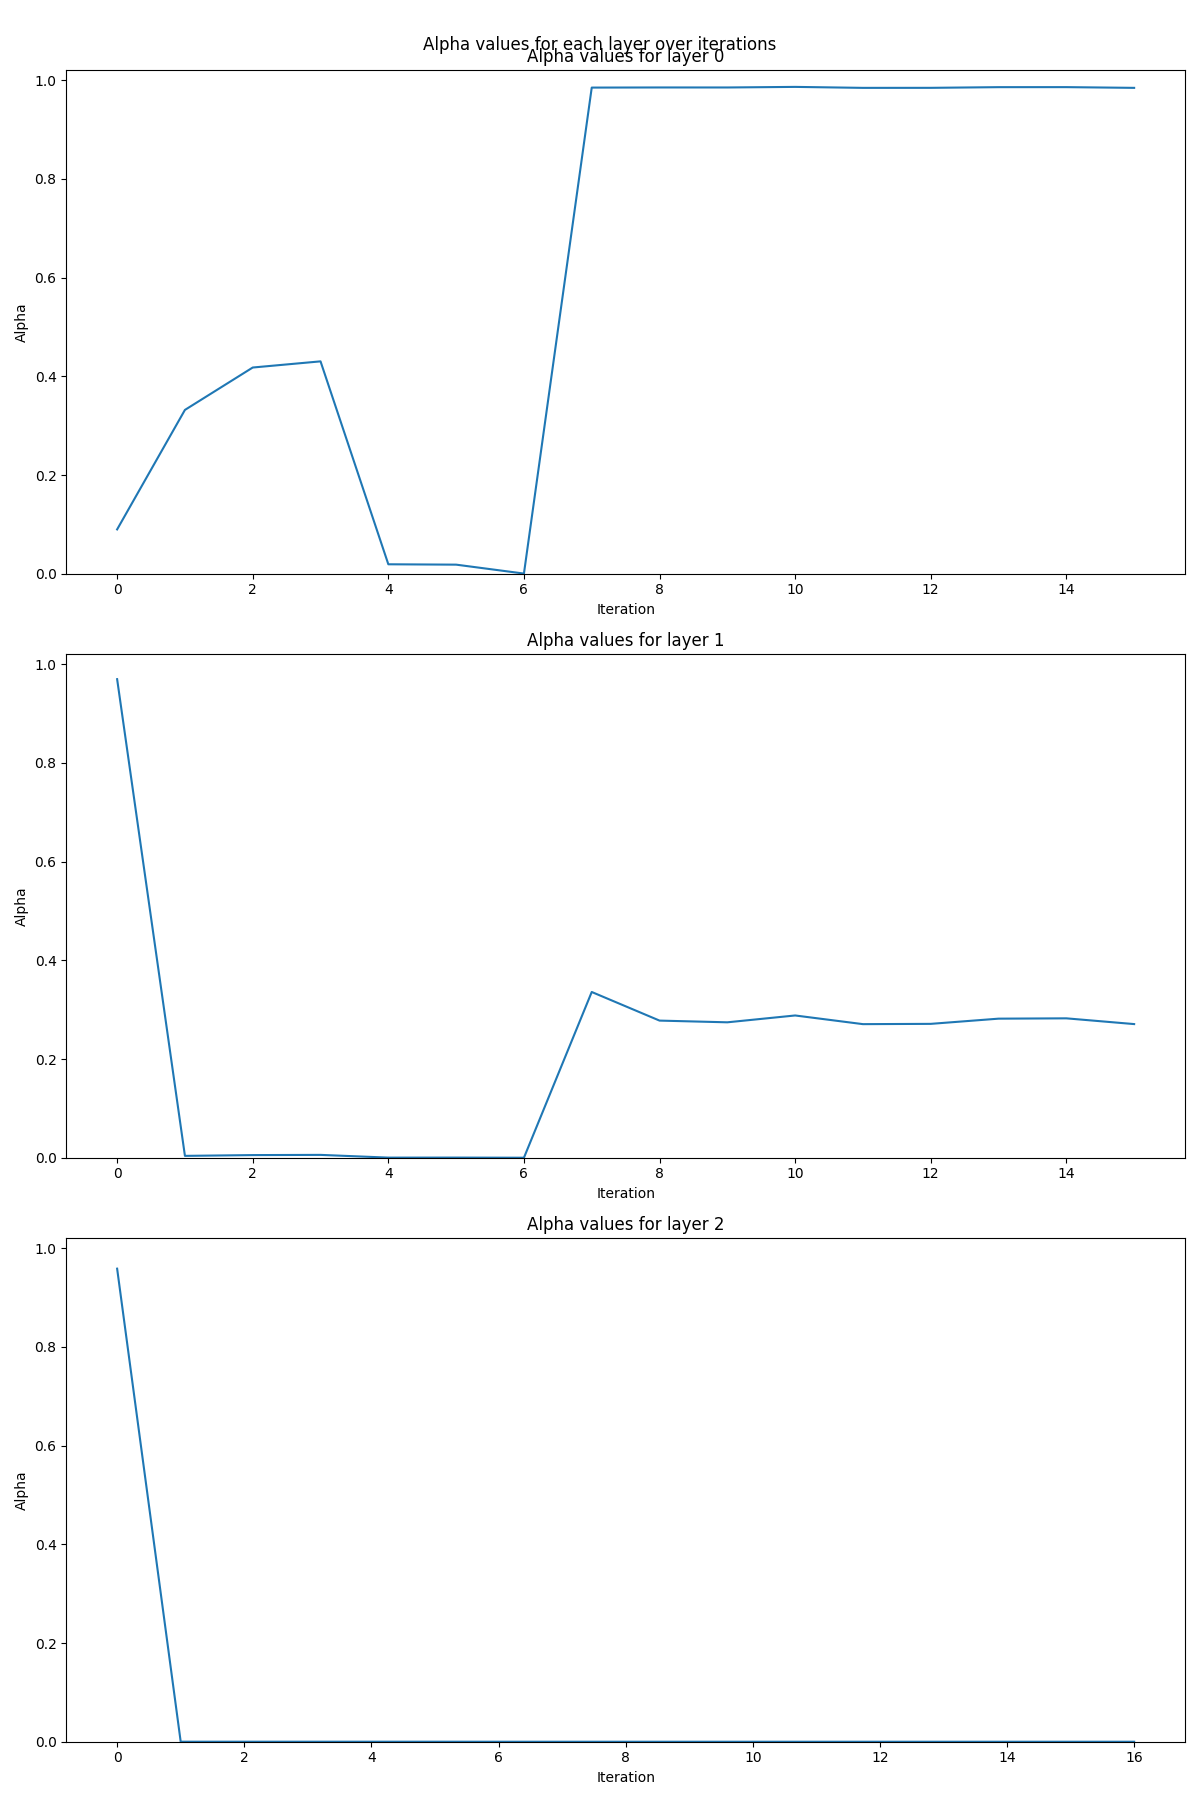 Alpha values for each layer over iterations
Alpha values for layer 0
1.0
0.8
0.6
0.4
0.2
0.0
Alpha
0 2 4 6 8 10 12 14
Iteration
Alpha values for layer 1
1.0
0.8
0.6
0.4
0.2
0.0
Alpha
0 2 4 6 8 10 12 14
Iteration
Alpha values for layer 2
1.0
0.8
0.6
0.4
0.2
0.0
Alpha
0 2 4 6 8 10 12 14 16
Iteration